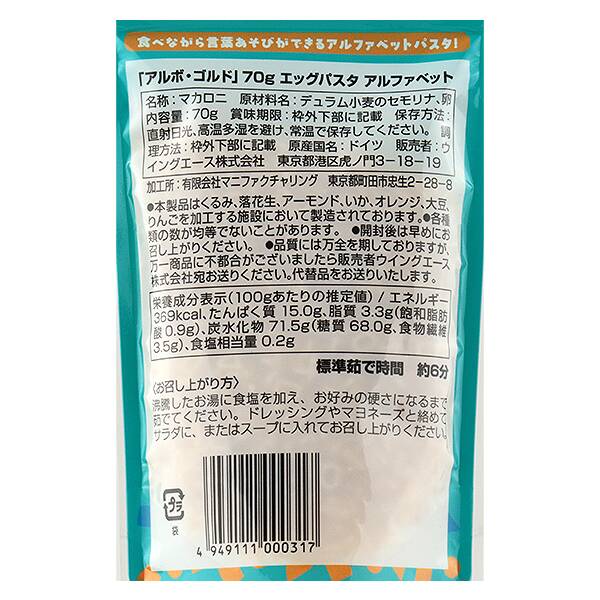 食べながら言葉あそびができるアルファベットパスタ!
「アルボ・ゴルド」70g エッグパスタ アルファベット
名称:マカロニ 原材料名:デュラム小麦のセモリナ、卵
内容量:70g 賞味期限:枠外下部に記載 保存方法:
直射日光、高温多湿を避け、常温で保存してください。 調
理方法:枠外下部に記載 原産国名:ドイツ 販売者:ウ
イングエース株式会社 東京都港区虎ノ門3-18-19
加工所:有限会社マニファクチャリング 東京都町田市忠生2-28-8
●本製品はくるみ、落花生、アーモンド、いか、オレンジ、大豆、
りんごを加工する施設において製造されております。●各種
類の数が均等でないことがあります。 ●開封後は早めにお
召し上がりください。 ●品質には万全を期しておりますが、
万一商品に不都合がございましたら販売者ウイングエース
株式会社宛お送りください。代替品をお送りいたします。
栄養成分表示(100gあたりの推定値) / エネルギー
369kcal、たんぱく質 15.0g、脂質 3.3g(飽和脂肪
酸 0.9g)、炭水化物 71.5g(糖質 68.0g、食物繊維
3.5g)、食塩相当量 0.2g
標準茹で時間 約6分
〈お召し上がり方〉
沸騰したお湯に食塩を加え、お好みの硬さになるまで
茹でてください。ドレッシングやマヨネーズと絡めて
サラダに、またはスープに入れてお召し上がりください。
プラ
袋
4 949111 000317